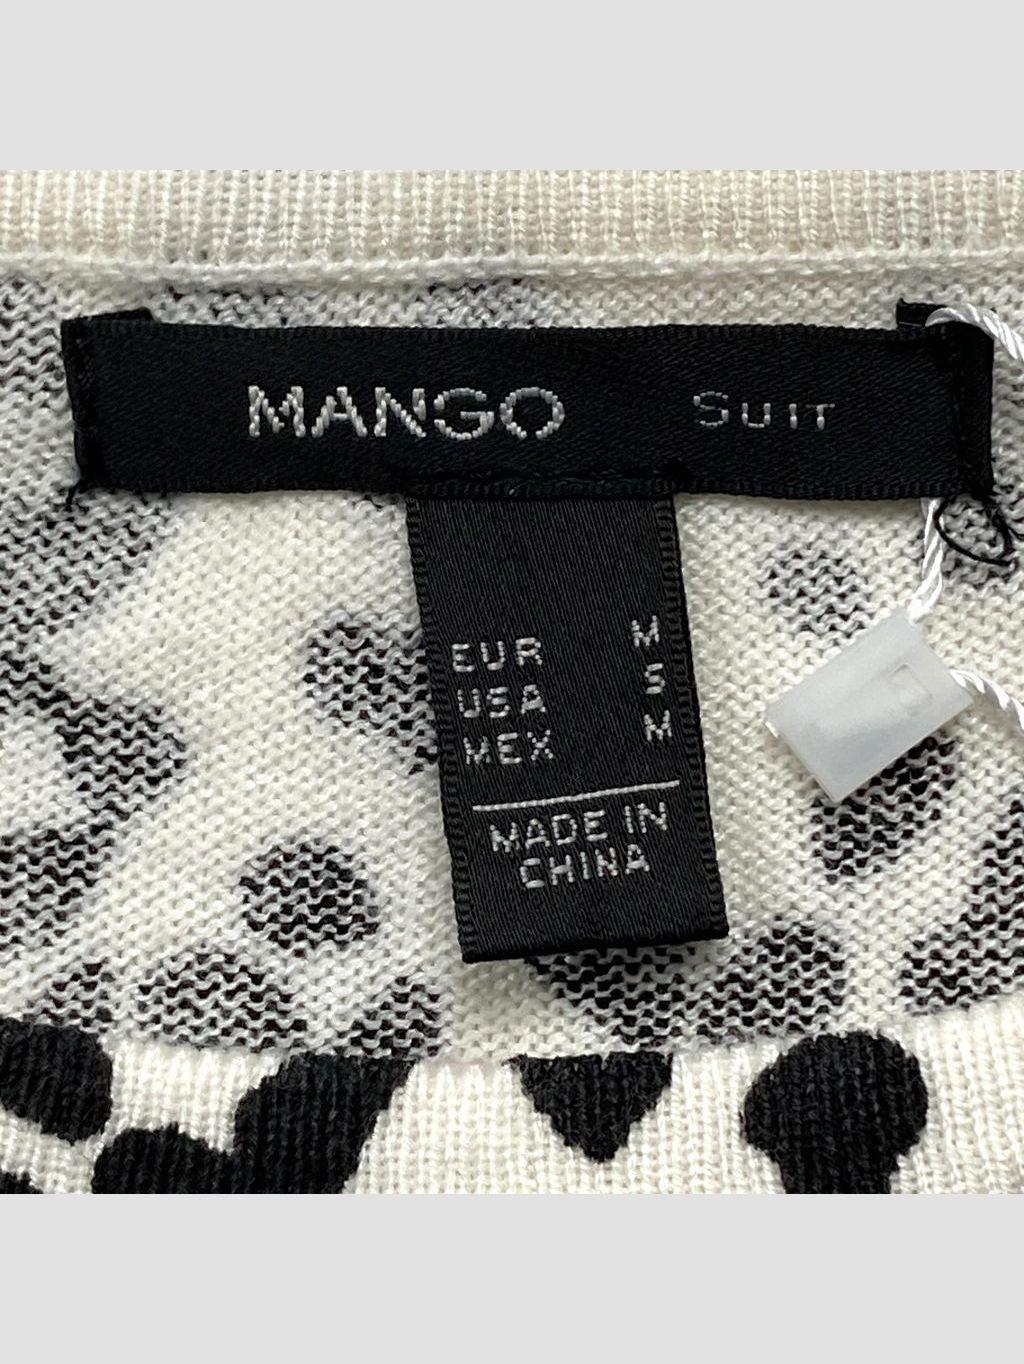 MANGO SUIT
EUR M
USA S
MEX M
MADE IN
CHINA